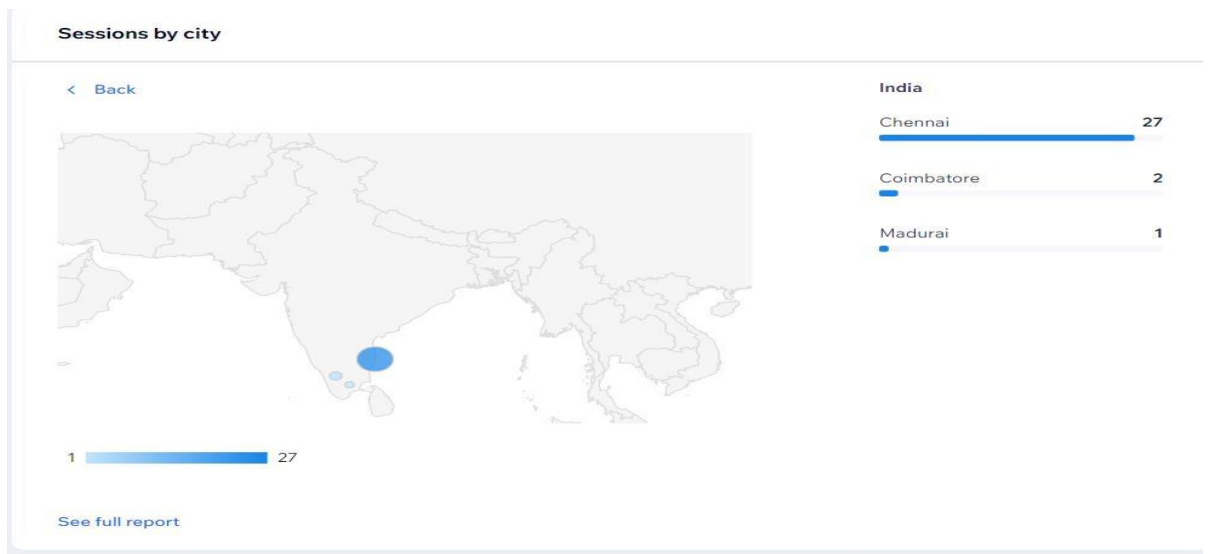 Sessions by city
< Back
India
Chennai 27
Coimbatore 2
Madurai 1
1 27
See full report